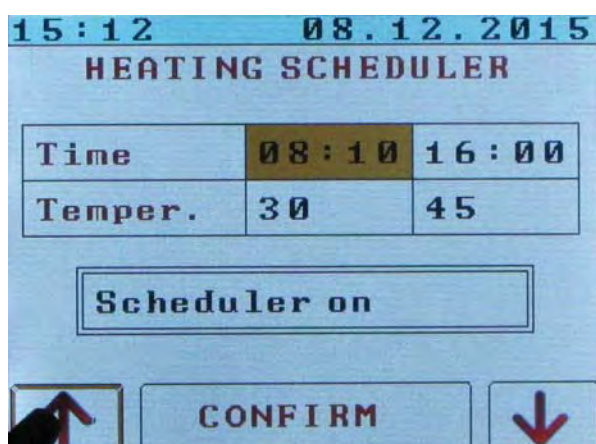 15:12 08.12.2015
HEATING SCHEDULER
Time 08:10 16:00
Temper. 30 45
Scheduler on
CONFIRM